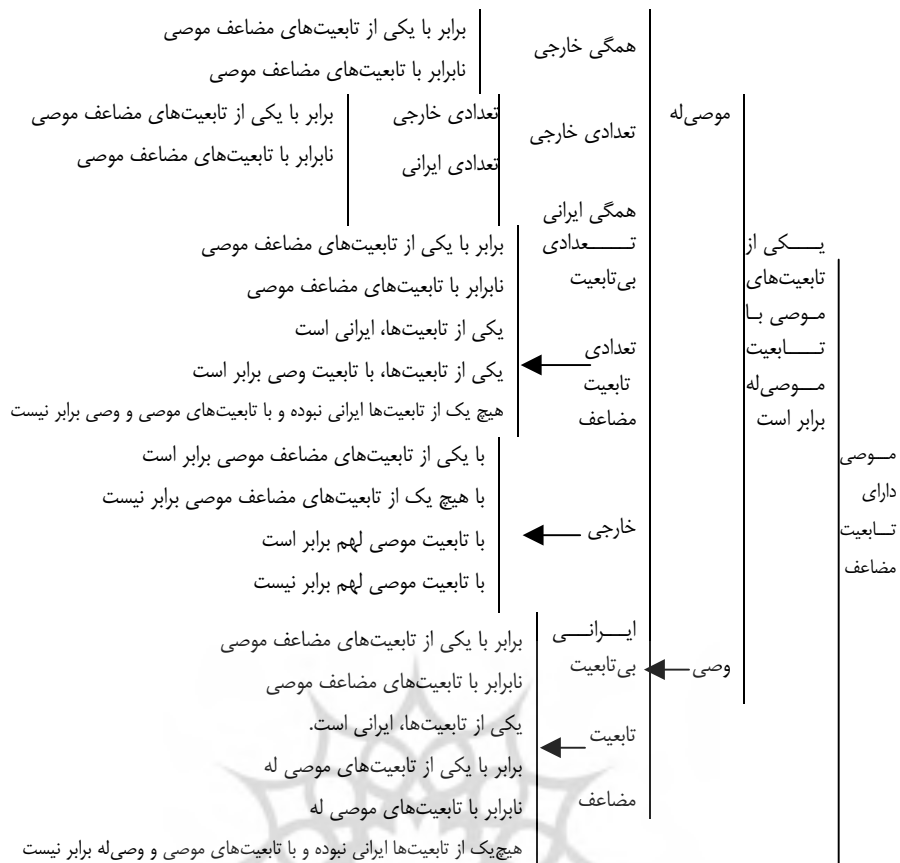 موصی
دارای
تابعیت
مضاعف
یکی از
تابعیت‌های
موصی با
تابعیت
موصی‌له
برابر است
موصی‌له
همگی خارجی
برابر با یکی از تابعیت‌های مضاعف موصی
نابرابر با تابعیت‌های مضاعف موصی
تعدادی خارجی
تعدادی خارجی
تعدادی ایرانی
برابر با یکی از تابعیت‌های مضاعف موصی
نابرابر با تابعیت‌های مضاعف موصی
همگی ایرانی
تعدادی
بی‌تابعیت
برابر با یکی از تابعیت‌های مضاعف موصی
نابرابر با تابعیت‌های مضاعف موصی
تعدادی
تابعیت
مضاعف
یکی از تابعیت‌ها، ایرانی است
یکی از تابعیت‌ها، با تابعیت وصی برابر است
هیچ یک از تابعیت‌ها ایرانی نبوده و با تابعیت‌های موصی و وصی برابر نیست
وصی
خارجی
با یکی از تابعیت‌های مضاعف موصی برابر است
با هیچ یک از تابعیت‌های مضاعف موصی برابر نیست
با تابعیت موصی لهم برابر است
با تابعیت موصی لهم برابر نیست
ایرانی
بی‌تابعیت
تابعیت
مضاعف
برابر با یکی از تابعیت‌های مضاعف موصی
نابرابر با تابعیت‌های مضاعف موصی
یکی از تابعیت‌ها، ایرانی است.
برابر با یکی از تابعیت‌های موصی له
نابرابر با تابعیت‌های موصی له
هیچ‌یک از تابعیت‌ها ایرانی نبوده و با تابعیت‌های موصی و وصی‌له برابر نیست